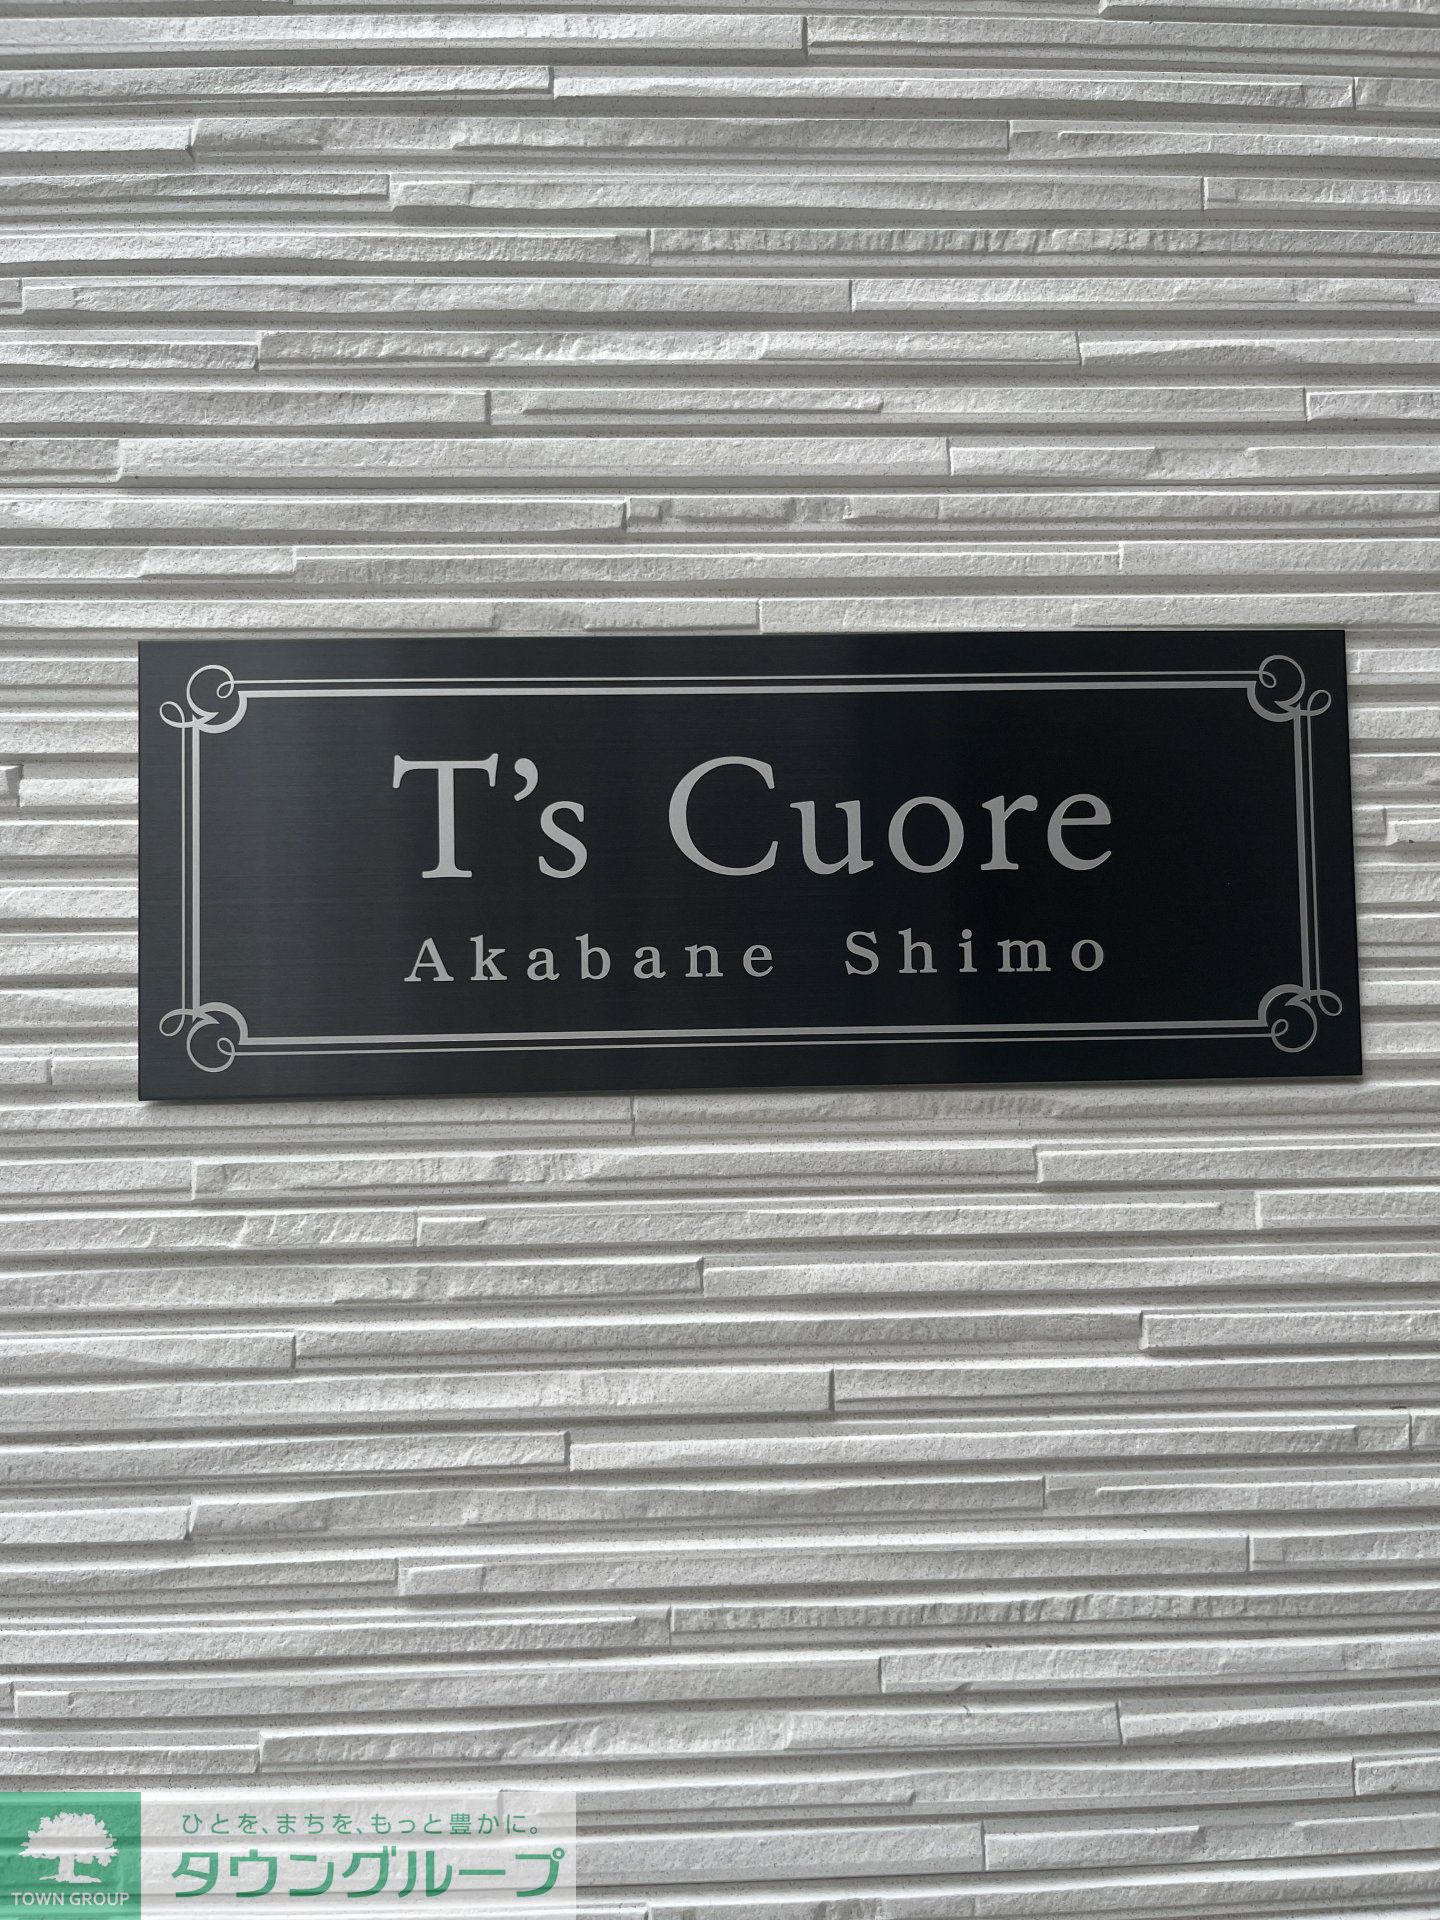 T's Cuore
Akabane Shimo
ひとを、まちを、もっと豊かに。
タウングループ
TOWN GROUP